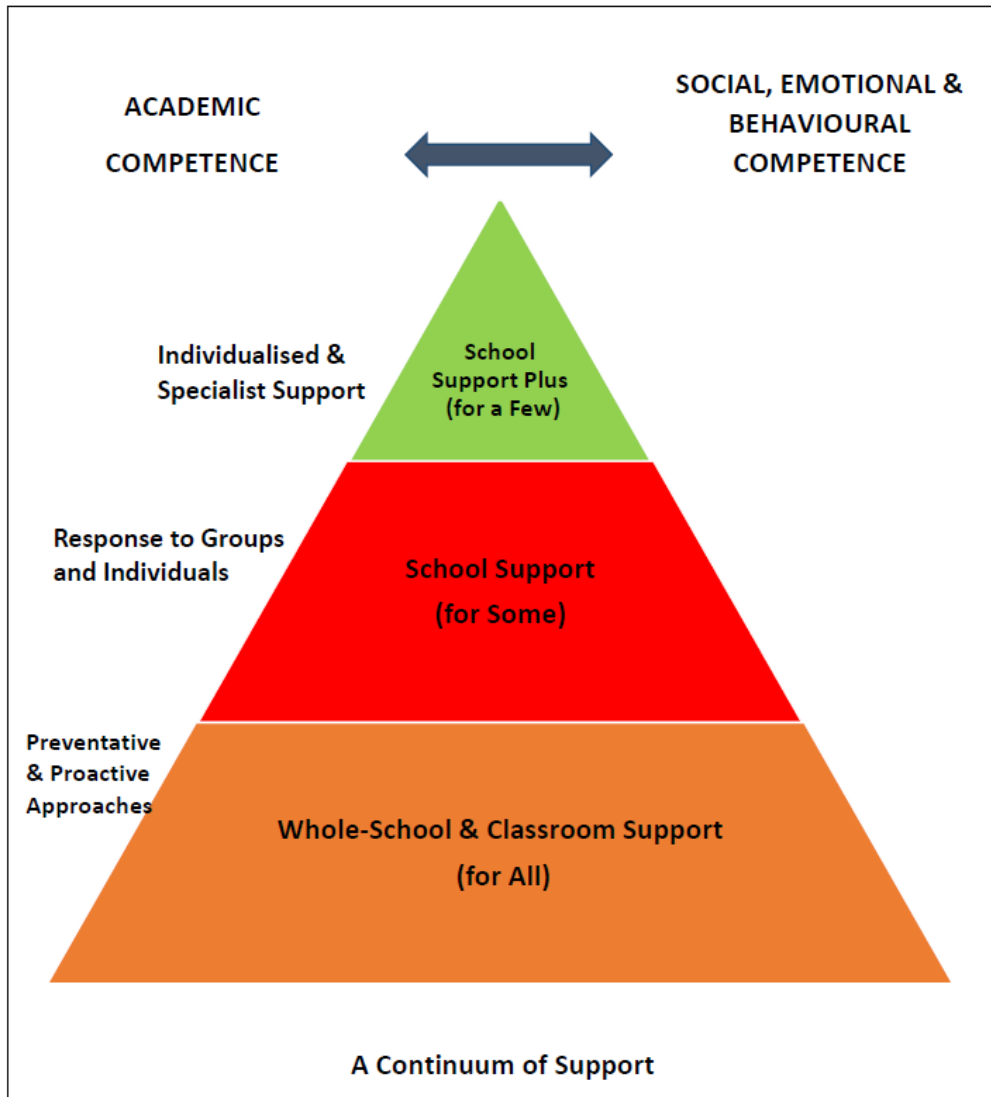 ACADEMIC
COMPETENCE
SOCIAL, EMOTIONAL &
BEHAVIOURAL
COMPETENCE
Individualised &
Specialist Support
School
Support Plus
(for a Few)
Response to Groups
and Individuals
School Support
(for Some)
Preventative
& Proactive
Approaches
Whole-School & Classroom Support
(for All)
A Continuum of Support